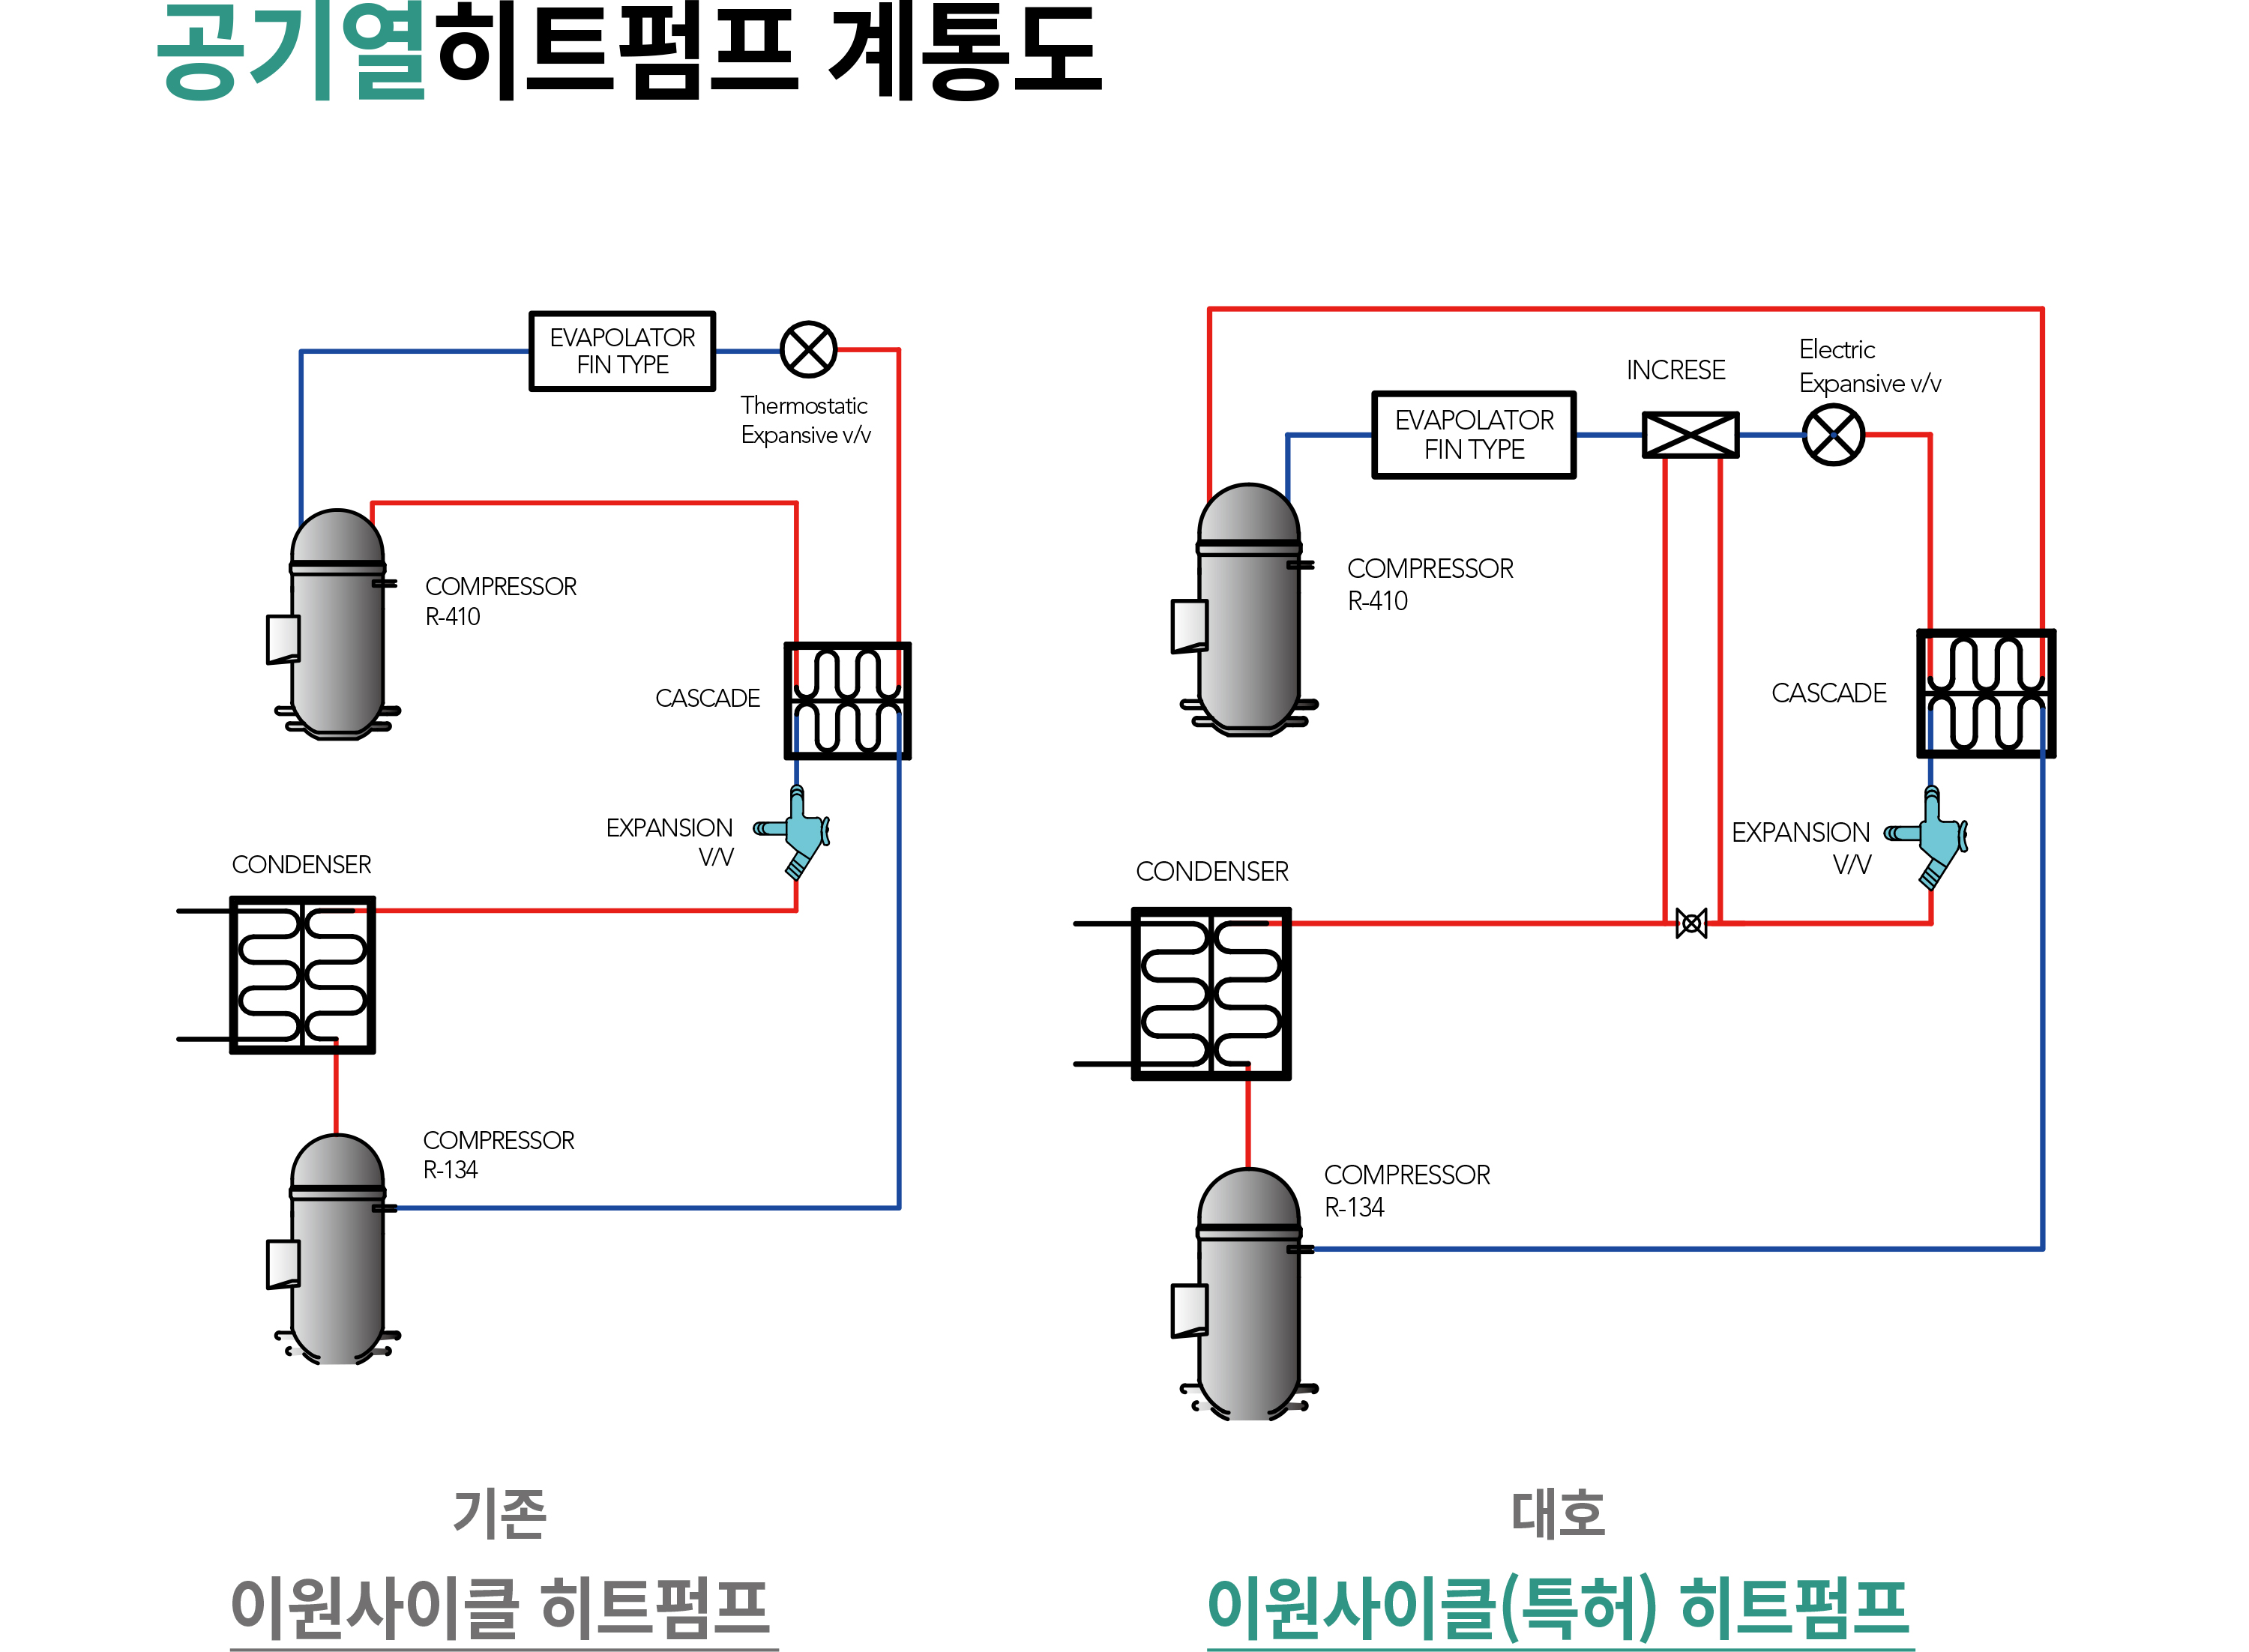 공기열히트펌프 계통도
EVAPOLATOR
FIN TYPE
Thermostatic
Expansive v/v
COMPRESSOR
R-410
CASCADE
EXPANSION
V/V
CONDENSER
COMPRESSOR
R-134
기존
이원사이클 히트펌프
INCRESE
Electric
Expansive v/v
EVAPOLATOR
FIN TYPE
COMPRESSOR
R-410
CASCADE
EXPANSION
V/V
CONDENSER
COMPRESSOR
R-134
대호
이원사이클(특허) 히트펌프